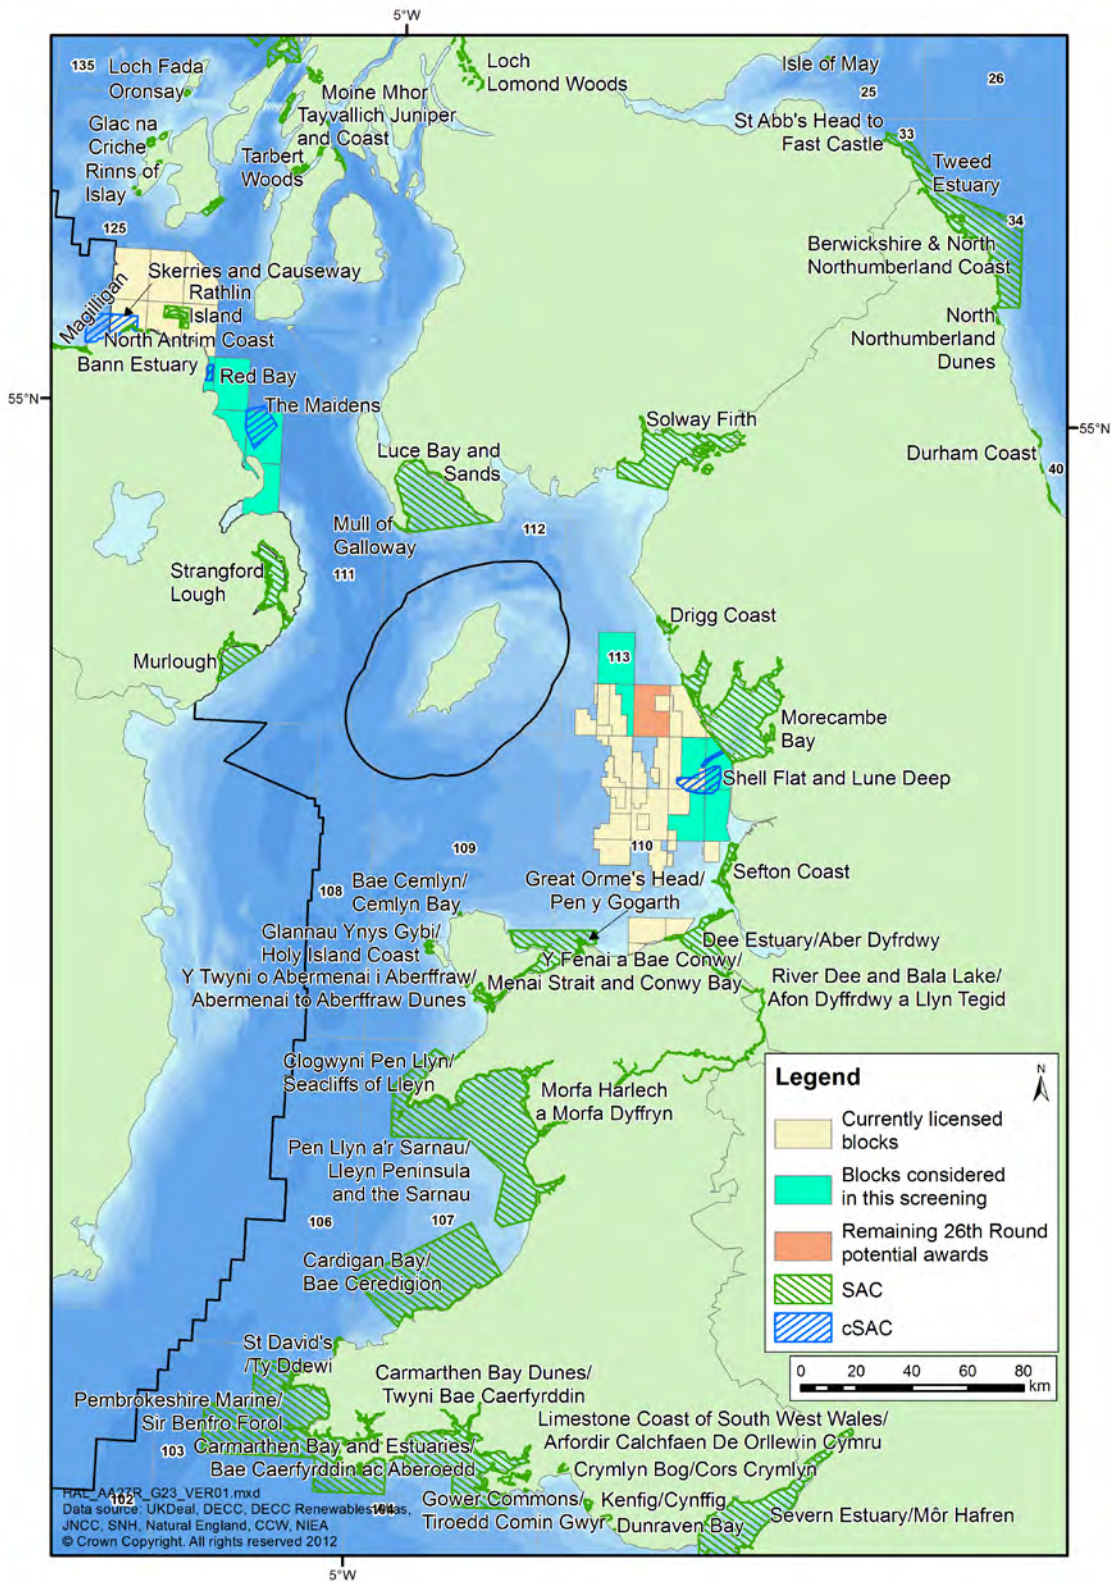 5°W
135
Loch Fada
Oronsay
Loch
Lomond Woods
Isle of May
26
25
Moine Mhor
Tayvallich Juniper
and Coast
Glac na
Criche
Rinns of
Islay
Tarbert
Woods
St Abb's Head to
Fast Castle
33
Tweed
Estuary
34
125
Berwickshire & North
Northumberland Coast
Skerries and Causeway
Rathlin
Island
Magilligan
North Antrim Coast
Bann Estuary
Red Bay
North
Northumberland
Dunes
55°N
The Maidens
Solway Firth
55°N
Luce Bay and
Sands
Durham Coast
40
Mull of
Galloway
112
111
Strangford
Lough
Drigg Coast
Murlough
113
Morecambe
Bay
Shell Flat and Lune Deep
109
110
108
Bae Cemlyn/
Cemlyn Bay
Great Orme's Head/
Pen y Gogarth
Sefton Coast
Glannau Ynys Gybi/
Holy Island Coast
Dee Estuary/Aber Dyfrdwy
Y Fenai a Bae Conwy/
Menai Strait and Conwy Bay
Y Twyni o Abermenai i Aberffraw/
Abermenai to Aberffraw Dunes
River Dee and Bala Lake/
Afon Dyffrdwy a Llyn Tegid
Clogwyni Pen Llyn/
Seacliffs of Lleyn
Morfa Harlech
a Morfa Dyffryn
Pen Llyn a'r Sarnau/
Lleyn Peninsula
and the Sarnau
106
107
Cardigan Bay/
Bae Ceredigion
Legend
N
Currently licensed
blocks
Blocks considered
in this screening
Remaining 26th Round
potential awards
SAC
cSAC
0 20 40 60 80
km
St David's
/Ty Ddewi
Carmarthen Bay Dunes/
Twyni Bae Caerfyrddin
Pembrokeshire Marine/
Sir Benfro Forol
Limestone Coast of South West Wales/
Arfordir Calchfaen De Orllewin Cymru
103
Carmarthen Bay and Estuaries/
Bae Caerfyrddin ac Aberoedd
Crymlyn Bog/Cors Crymlyn
Gower Commons/
Tiroedd Comin Gwyr
Kenfig/Cynffig
Dunraven Bay
Severn Estuary/Môr Hafren
HAL_AA27R_G23_VER01.mxd
102
Data source: UKDeal, DECC, DECC Renewables Atlas,
104
JNCC, SNH, Natural England, CCW, NIEA
© Crown Copyright. All rights reserved 2012
5°W